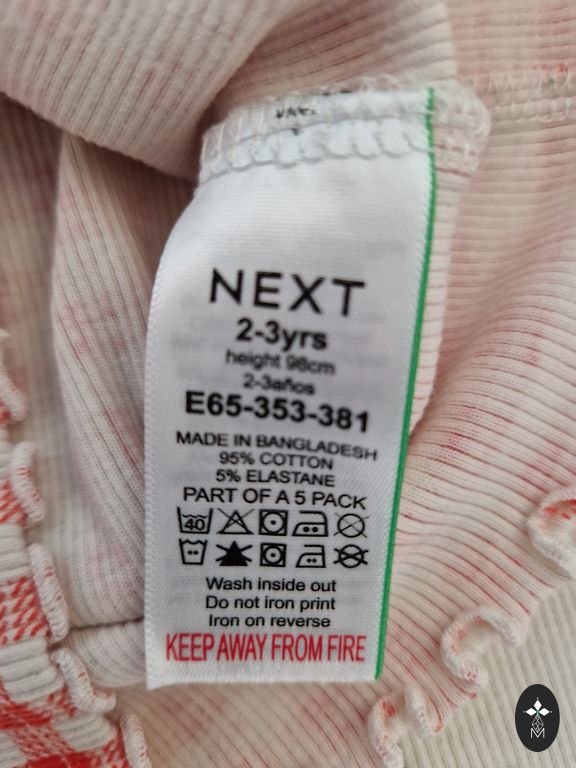 NEXT
2-3yrs
height 98cm
2-3años
E65-353-381
MADE IN BANGLADESH
95% COTTON
5% ELASTANE
PART OF A 5 PACK
40
Wash inside out
Do not iron print
Iron on reverse
KEEP AWAY FROM FIRE